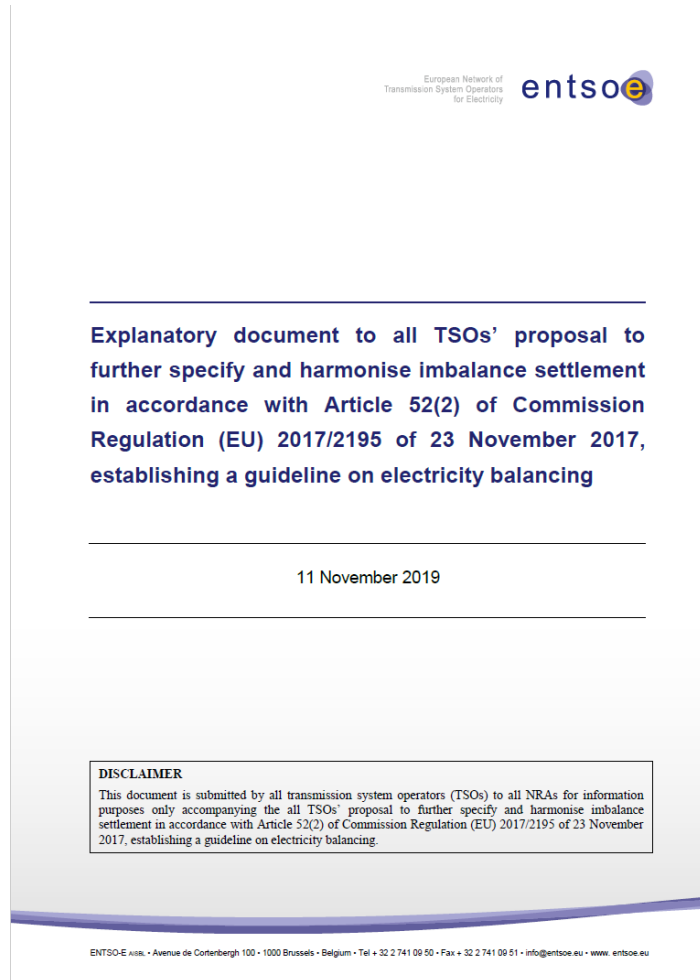 European Network of
Transmission System Operators
for Electricity
entsoe
Explanatory document to all TSOs' proposal to
further specify and harmonise imbalance settlement
in accordance with Article 52(2) of Commission
Regulation (EU) 2017/2195 of 23 November 2017,
establishing a guideline on electricity balancing
11 November 2019
DISCLAIMER
This document is submitted by all transmission system operators (TSOs) to all NRAs for information
purposes only accompanying the all TSOs' proposal to further specify and harmonise imbalance
settlement in accordance with Article 52(2) of Commission Regulation (EU) 2017/2195 of 23 November
2017, establishing a guideline on electricity balancing.
ENTSO-E AISBL • Avenue de Cortenbergh 100 • 1000 Brussels • Belgium • Tel + 32 2 741 09 50 • Fax + 32 2 741 09 51 • info@entsoe.eu • www. entsoe.eu